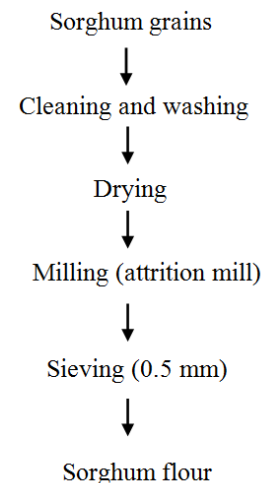 Sorghum grains
Cleaning and washing
Drying
Milling (attrition mill)
Sieving (0.5 mm)
Sorghum flour